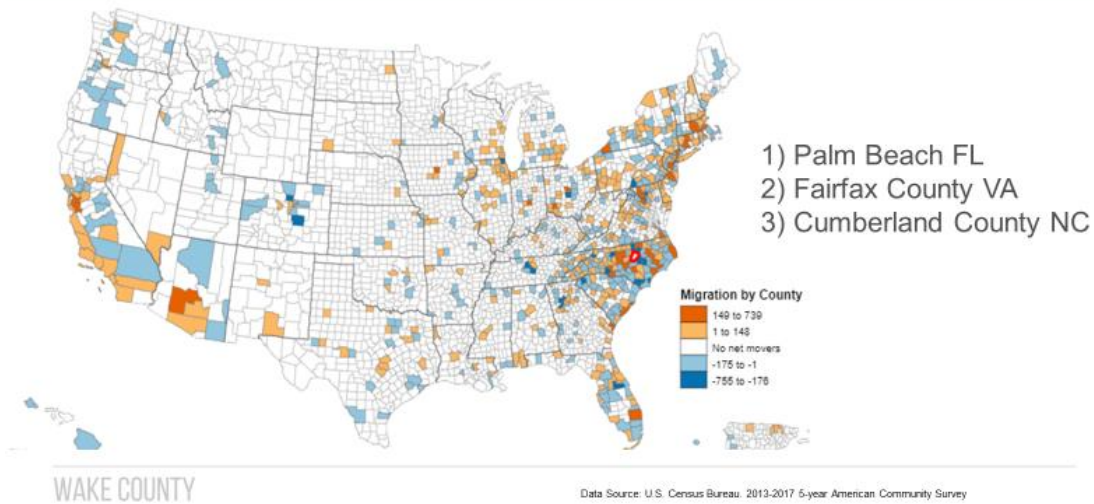 1) Palm Beach FL
2) Fairfax County VA
3) Cumberland County NC
Migration by County
149 to 739
1 to 148
No net movers
-175 to -1
-755 to -176
WAKE COUNTY
Data Source: U.S. Census Bureau. 2013-2017 5-year American Community Survey